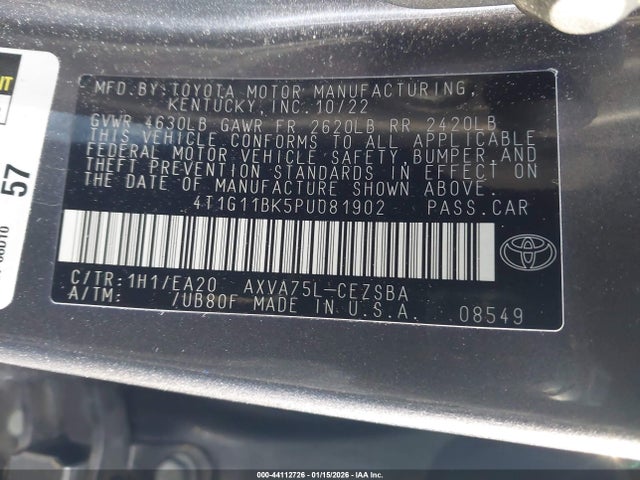 MFD.BY:TOYOTA MOTOR MANUFACTURING,
KENTUCKY,INC.10/22
GVWR 4630LB GAWR FR 2620LB RR 2420LB
THIS VEHICLE CONFORMS TO ALL APPLICABLE
FEDERAL MOTOR VEHICLE SAFETY, BUMPER,AND
THEFT PREVENTION STANDARDS IN EFFECT ON
THE DATE OF MANUFACTURE SHOWN ABOVE.
4T1G11BK5PU081902 PASS.CAR
C/TR:1H1/EA20 AXVA75L-CEZSBA
A/TM: /UB80F MADE IN U.S.A.
08549
57
000-44112726 - 01/15/2026 - IAA Inc.